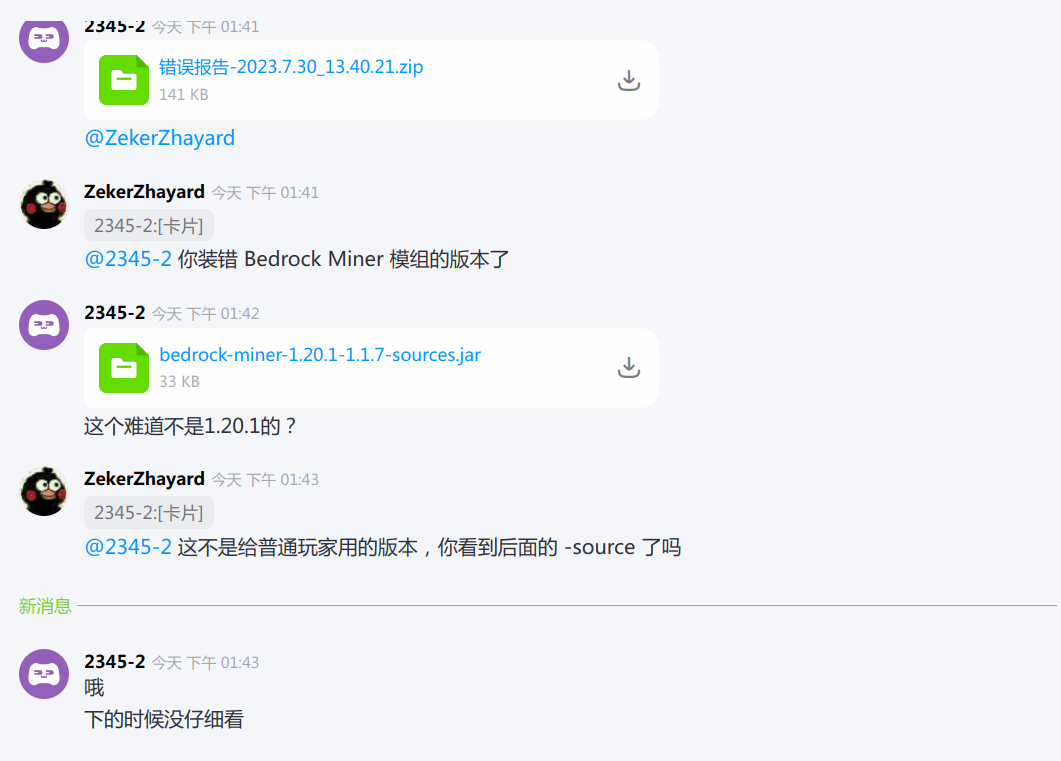 2345-2 今天 下午 01:41
错误报告-2023.7.30_13.40.21.zip
141 KB
@ZekerZhayard
ZekerZhayard 今天 下午 01:41
2345-2:[卡片]
@2345-2 你装错 Bedrock Miner 模组的版本了
2345-2 今天 下午 01:42
bedrock-miner-1.20.1-1.1.7-sources.jar
33 KB
这个难道不是1.20.1的？
ZekerZhayard 今天 下午 01:43
2345-2:[卡片]
@2345-2 这不是给普通玩家用的版本，你看到后面的 -source 了吗
新消息
2345-2 今天 下午 01:43
哦
下的时候没仔细看